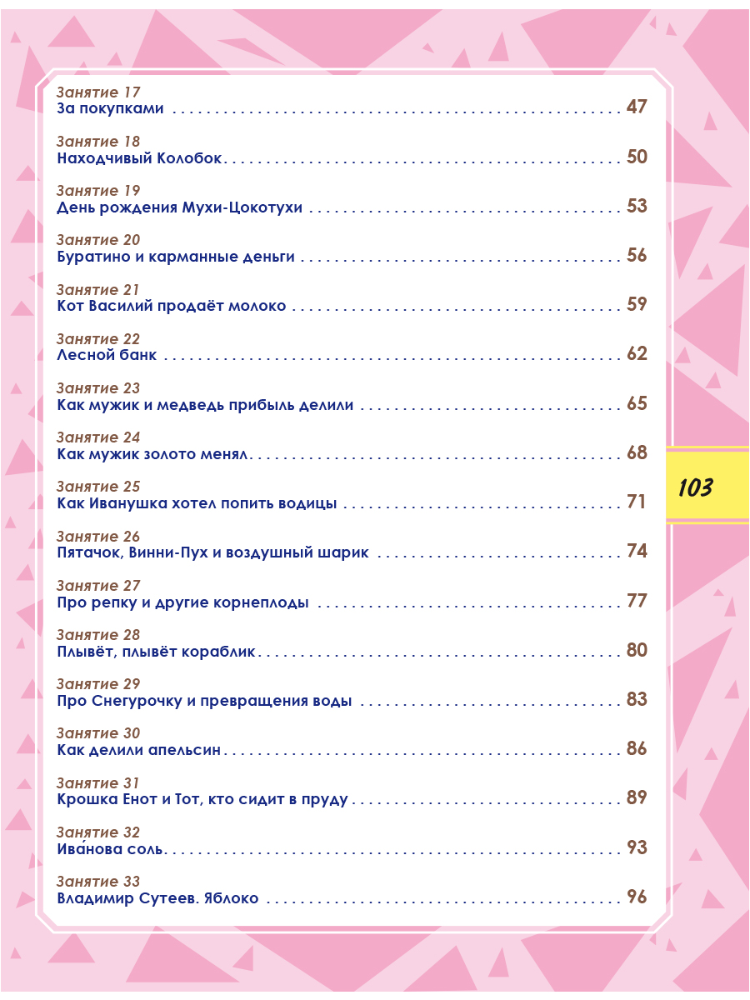 Занятие 17
За покупками . . . . . . . . . . . . . . . . . . . . . . . . . . . . . . . . . . . . . . . . . . . . . . . . . . . . . 47
Занятие 18
Находчивый Колобок. . . . . . . . . . . . . . . . . . . . . . . . . . . . . . . . . . . . . . . . . . . . . . . 50
Занятие 19
День рождения Мухи-Цокотухи . . . . . . . . . . . . . . . . . . . . . . . . . . . . . . . . . . . . . 53
Занятие 20
Буратино и карманные деньги . . . . . . . . . . . . . . . . . . . . . . . . . . . . . . . . . . . . . . 56
Занятие 21
Кот Василий продаёт молоко . . . . . . . . . . . . . . . . . . . . . . . . . . . . . . . . . . . . . . . 59
Занятие 22
Лесной банк . . . . . . . . . . . . . . . . . . . . . . . . . . . . . . . . . . . . . . . . . . . . . . . . . . . . . . 62
Занятие 23
Как мужик и медведь прибыль делили . . . . . . . . . . . . . . . . . . . . . . . . . . . . . . . 65
Занятие 24
Как мужик золото менял. . . . . . . . . . . . . . . . . . . . . . . . . . . . . . . . . . . . . . . . . . . . 68
Занятие 25
Как Иванушка хотел попить водицы . . . . . . . . . . . . . . . . . . . . . . . . . . . . . . . . . 71
Занятие 26
Пятачок, Винни-Пух и воздушный шарик . . . . . . . . . . . . . . . . . . . . . . . . . . . . . 74
Занятие 27
Про репку и другие корнеплоды . . . . . . . . . . . . . . . . . . . . . . . . . . . . . . . . . . . . 77
Занятие 28
Плывёт, плывёт кораблик . . . . . . . . . . . . . . . . . . . . . . . . . . . . . . . . . . . . . . . . . . . 80
Занятие 29
Про Снегурочку и превращения воды . . . . . . . . . . . . . . . . . . . . . . . . . . . . . . . 83
Занятие 30
Как делили апельсин . . . . . . . . . . . . . . . . . . . . . . . . . . . . . . . . . . . . . . . . . . . . . . . 86
Занятие 31
Крошка Енот и Тот, кто сидит в пруду . . . . . . . . . . . . . . . . . . . . . . . . . . . . . . . . 89
Занятие 32
Ива́нова соль. . . . . . . . . . . . . . . . . . . . . . . . . . . . . . . . . . . . . . . . . . . . . . . . . . . . . . 93
Занятие 33
Владимир Сутеев. Яблоко . . . . . . . . . . . . . . . . . . . . . . . . . . . . . . . . . . . . . . . . . . 96
103